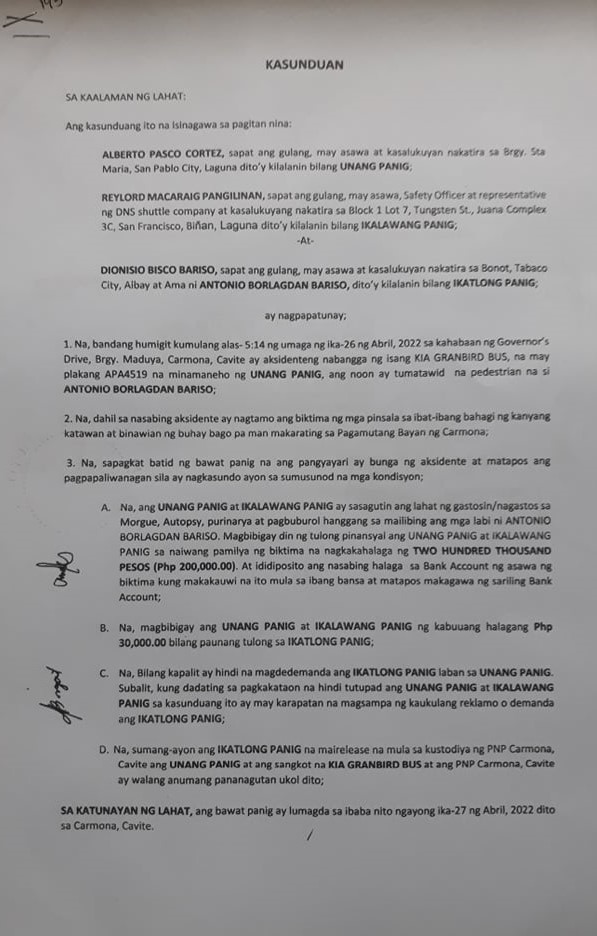 KASUNDUAN
SA KAALAMAN NG LAHAT:
Ang kasunduang ito na isinagawa sa pagitan nina:
ALBERTO PASCO CORTEZ, sapat ang gulang, may asawa at kasalukuyan nakatira sa Brgy. Sta
Maria, San Pablo City, Laguna dito'y kilalanin bilang UNANG PANIG;
REYLORD MACARAIG PANGILINAN, sapat ang gulang, may asawa, Safety Officer at representative
ng DNS shuttle company at kasalukuyang nakatira sa Block 1 Lot 7, Tungsten St., Juana Complex
3C, San Francisco, Biñan, Laguna dito'y kilalanin bilang IKALAWANG PANIG;
-At-
DIONISIO BISCO BARISO, sapat ang gulang, may asawa at kasalukuyan nakatira sa Bonot, Tabaco
City, Albay at Ama ni ANTONIO BORLAGDAN BARISO, dito'y kilalanin bilang IKATLONG PANIG;
ay nagpapatunay;
1. Na, bandang humigit kumulang alas- 5:14 ng umaga ng ika-26 ng Abril, 2022 sa kahabaan ng Governor's
Drive, Brgy. Maduya, Carmona, Cavite ay aksidenteng nabangga ng isang KIA GRANBIRD BUS, na may
plakang APA4519 na minamaneho ng UNANG PANIG, ang noon ay tumatawid na pedestrian na si
ANTONIO BORLAGDAN BARISO;
2. Na, dahil sa nasabing aksidente ay nagtamo ang biktima ng mga pinsala sa ibat-ibang bahagi ng kanyang
katawan at binawian ng buhay bago pa man makarating sa Pagamutang Bayan ng Carmona;
3. Na, sapagkat batid ng bawat panig na ang pangyayari ay bunga ng aksidente at matapos ang
pagpapaliwanagan sila ay nagkasundo ayon sa sumusunod na mga kondisyon;
A. Na, ang UNANG PANIG at IKALAWANG PANIG ay sasagutin ang lahat ng gastosin/nagastos sa
Morgue, Autopsy, purinarya at pagbuburol hanggang sa mailibing ang mga labi ni ANTONIO
BORLAGDAN BARISO. Magbibigay din ng tulong pinansyal ang UNANG PANIG at IKALAWANG
PANIG sa naiwang pamilya ng biktima na nagkakahalaga ng TWO HUNDRED THOUSAND
PESOS (Php 200,000.00). At ididiposito ang nasabing halaga sa Bank Account ng asawa ng
biktima kung makakauwi na ito mula sa ibang bansa at matapos makagawa ng sariling Bank
Account;
B. Na, magbibigay ang UNANG PANIG at IKALAWANG PANIG ng kabuuang halagang Php
30,000.00 bilang paunang tulong sa IKATLONG PANIG;
C. Na, Bilang kapalit ay hindi na magdedemanda ang IKATLONG PANIG laban sa UNANG PANIG.
Subalit, kung dadating sa pagkakataon na hindi tutupad ang UNANG PANIG at IKALAWANG
PANIG sa kasunduang ito ay may karapatan na magsampa ng kaukulang reklamo o demanda
ang IKATLONG PANIG;
D. Na, sumang-ayon ang IKATLONG PANIG na mairelease na mula sa kustodiya ng PNP Carmona,
Cavite ang UNANG PANIG at ang sangkot na KIA GRANBIRD BUS at ang PNP Carmona, Cavite
ay walang anumang pananagutan ukol dito;
SA KATUNAYAN NG LAHAT, ang bawat panig ay lumagda sa ibaba nito ngayong ika-27 ng Abril, 2022 dito
sa Carmona, Cavite.